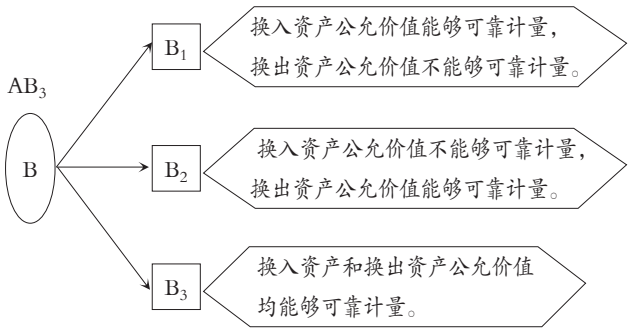 换入资产公允价值能够可靠计量，
B₁
换出资产公允价值不能够可靠计量。
AB₃
换入资产公允价值不能够可靠计量，
B
B₂
换出资产公允价值能够可靠计量。
换入资产和换出资产公允价值
B₃
均能够可靠计量。